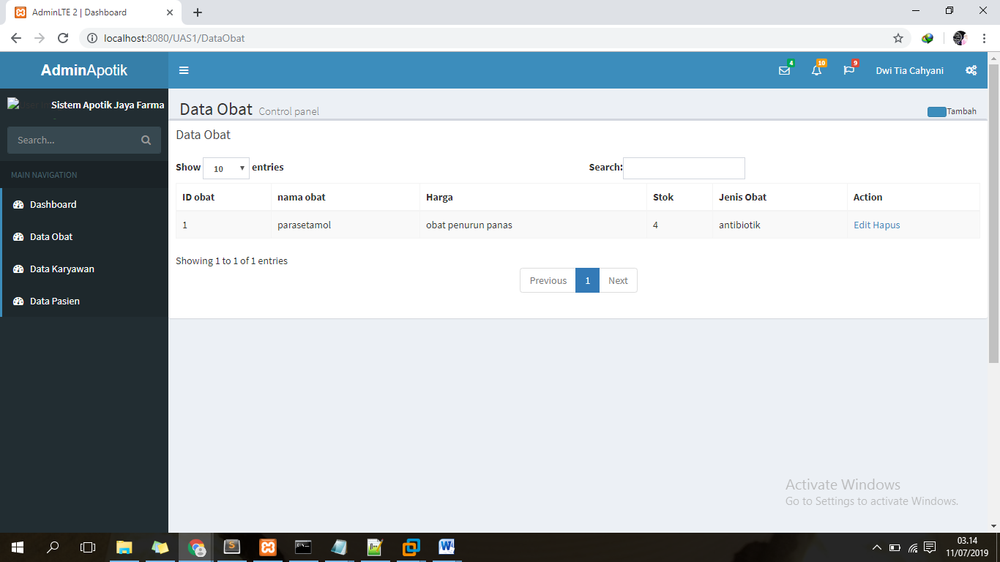 AdminLTE 2 | Dashboard
localhost:8080/UAS1/DataObat
AdminApotik
4
10
9
Dwi Tia Cahyani
Sistem Apotik Jaya Farma
Data Obat Control panel
Tambah
Search...
Data Obat
MAIN NAVIGATION
Show 10 entries
Search:
Dashboard
Data Obat
Data Karyawan
Data Pasien
ID obat nama obat Harga Stok Jenis Obat Action
1 parasetamol obat penurun panas 4 antibiotik Edit Hapus
Showing 1 to 1 of 1 entries
Previous 1 Next
Activate Windows
Go to Settings to activate Windows.
03.14
11/07/2019